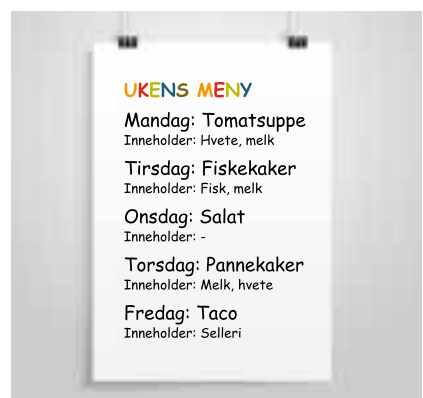 UKENS MENY
Mandag: Tomatsuppe
Inneholder: Hvete, melk
Tirsdag: Fiskekaker
Inneholder: Fisk, melk
Onsdag: Salat
Inneholder: -
Torsdag: Pannekaker
Inneholder: Melk, hvete
Fredag: Taco
Inneholder: Selleri